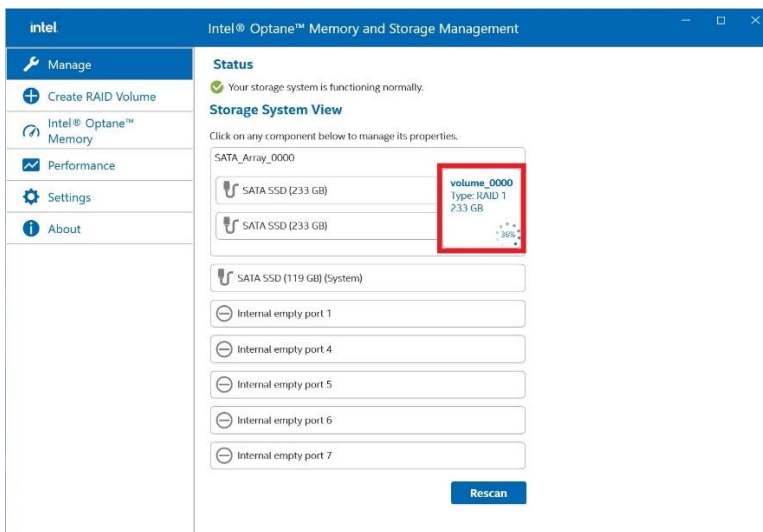 intel.
Intel® Optane™ Memory and Storage Management
Manage
Create RAID Volume
Intel® Optane™
Memory
Performance
Settings
About
Status
Your storage system is functioning normally.
Storage System View
Click on any component below to manage its properties.
SATA_Array_0000
SATA SSD (233 GB)
SATA SSD (233 GB)
volume_0000
Type: RAID 1
233 GB
36%
SATA SSD (119 GB) (System)
Internal empty port 1
Internal empty port 4
Internal empty port 5
Internal empty port 6
Internal empty port 7
Rescan